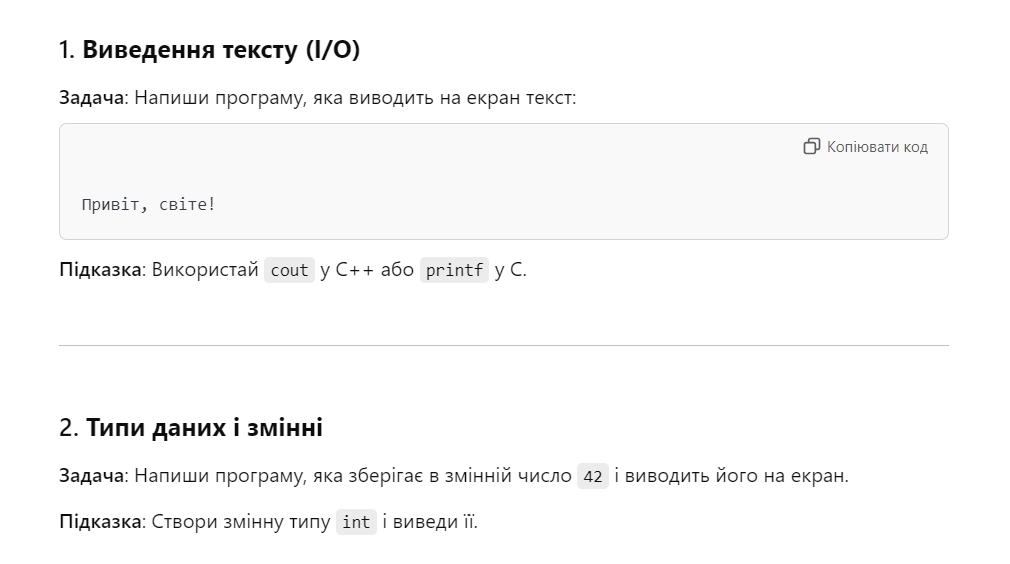 1. Виведення тексту (I/O)
Задача: Напиши програму, яка виводить на екран текст:
Копіювати код
Привіт, світе!
Підказка: Використай cout у C++ або printf у C.
2. Типи даних і змінні
Задача: Напиши програму, яка зберігає в змінній число 42 і виводить його на екран.
Підказка: Створи змінну типу int і виведи її.